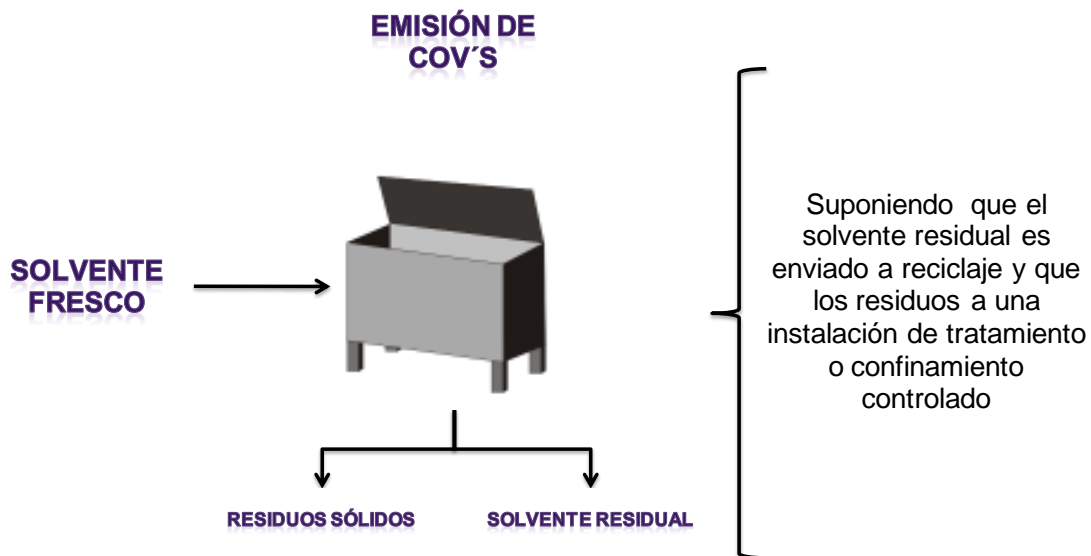 EMISIÓN DE
COV´S
SOLVENTE
FRESCO
Suponiendo que el
solvente residual es
enviado a reciclaje y que
los residuos a una
instalación de tratamiento
o confinamiento
controlado
RESIDUOS SÓLIDOS
SOLVENTE RESIDUAL